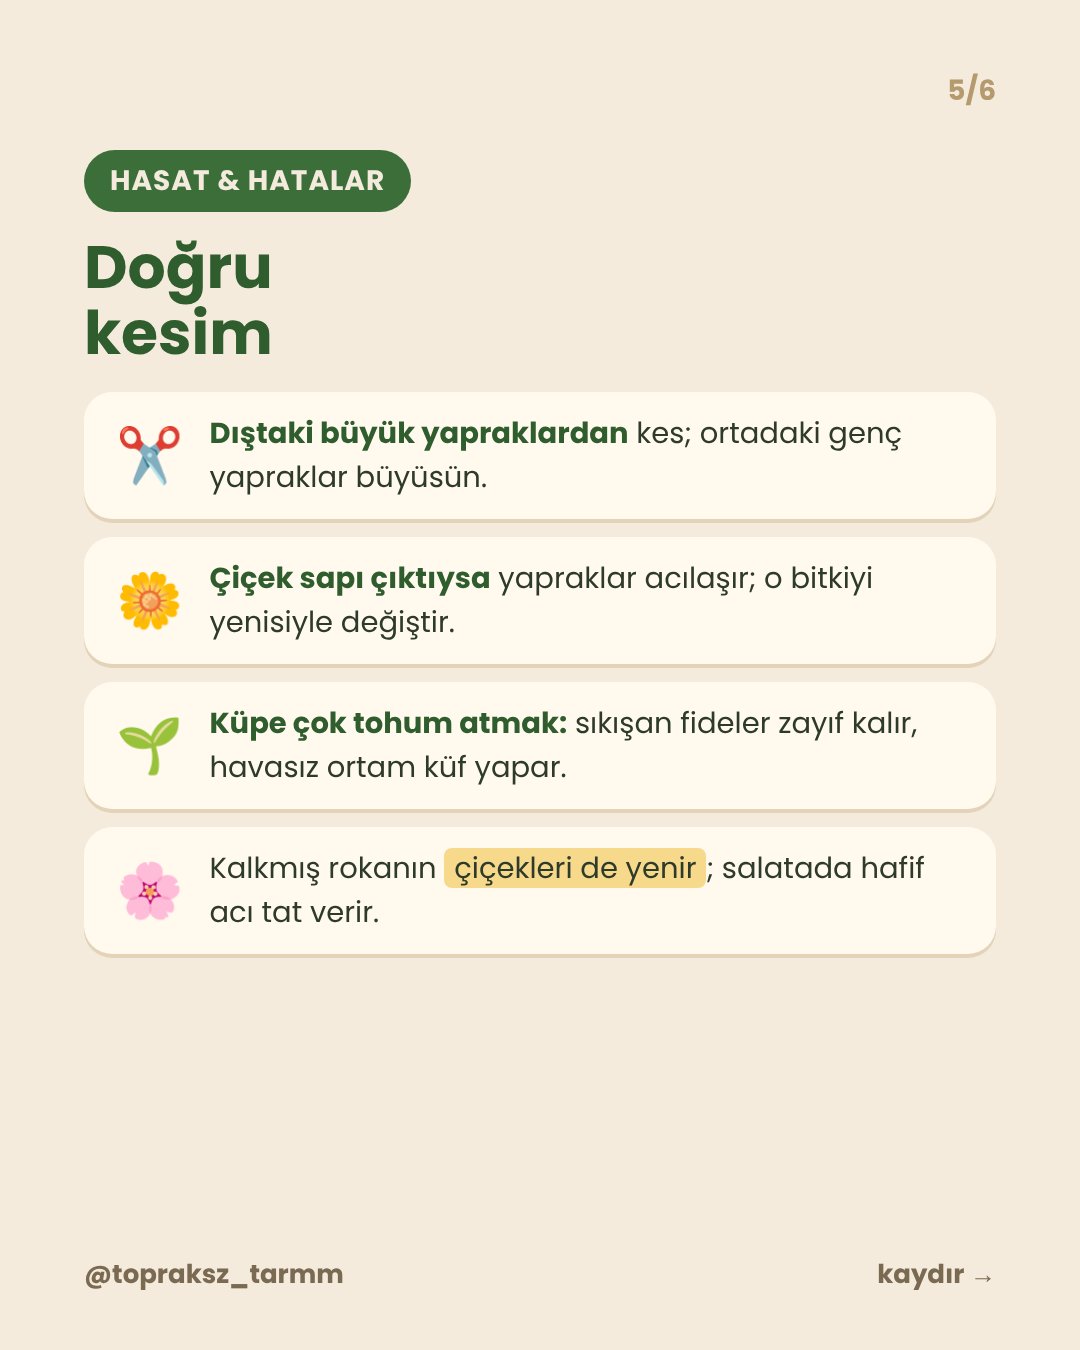 5/6
HASAT & HATALAR
Doğru
kesim
Dıştaki büyük yapraklardan kes; ortadaki genç
yapraklar büyüsün.
Çiçek sapı çıktıysa yapraklar acılaşır; o bitkiyi
yenisiyle değiştir.
Küpe çok tohum atmak: sıkışan fideler zayıf kalır,
havasız ortam küf yapar.
Kalkmış rokanın çiçekleri de yenir; salatada hafif
acı tat verir.
@topraksz_tarmm
kaydır →